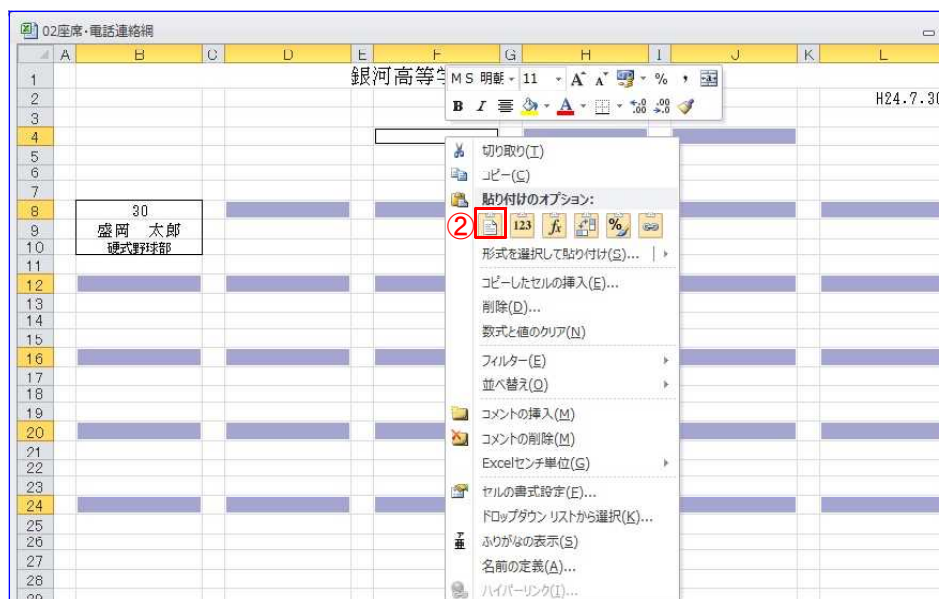 02座席・電話連絡網
A B C D E F G H I J K L
1 銀河高等学
MS 明朝 11 A A % ,
2 H24.7.30
B I A
3
4
切り取り(T)
5
コピー(C)
6
7
貼り付けのオプション:
8 30
② 123 fx %
9 盛岡 太郎
10 硬式野球部
形式を選択して貼り付け(S)...
11
12
コピーしたセルの挿入(E)...
13
削除(D)...
14
数式と値のクリア(N)
15
16
フィルター(E)
17
並べ替え(O)
18
19
コメントの挿入(M)
20
コメントの削除(M)
21
Excelセンチ単位(G)
22
23
セルの書式設定(F)...
24
ドロップダウン リストから選択(K)...
25
26
ア亜 ふりがなの表示(S)
27
名前の定義(A)...
28
ハイパーリンク(I)...
29